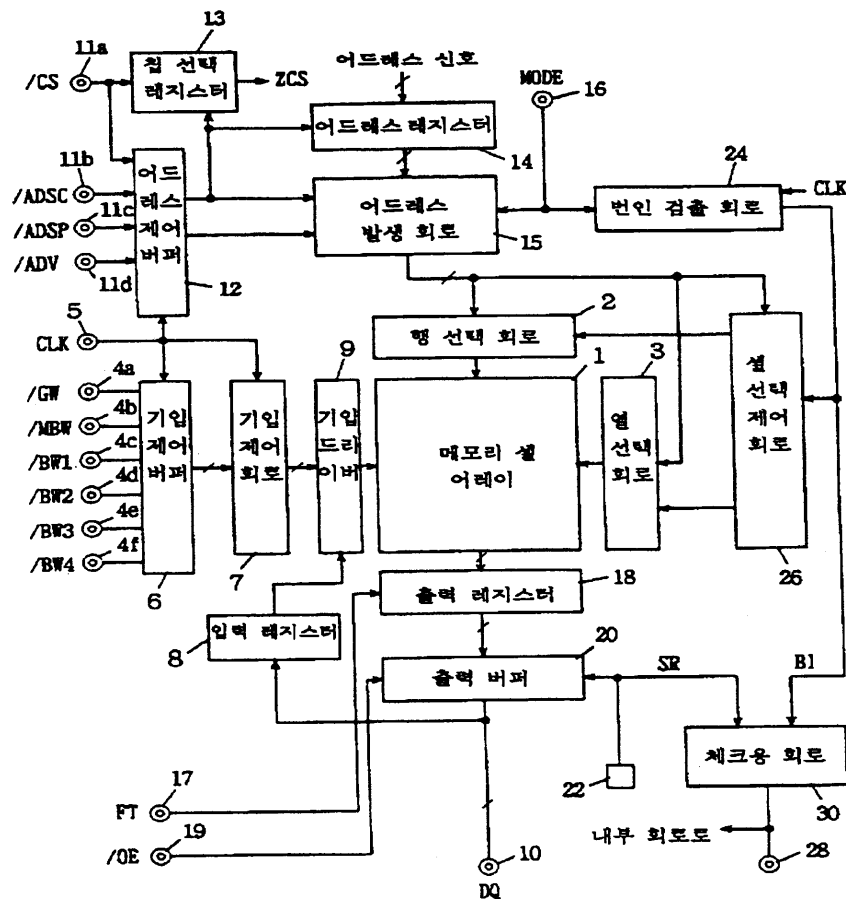 13
11a
/CS
칩 선택
레지스터
ZCS
어드레스 신호
MODE
16
어드레스 레지스터
14
11b
/ADSC
11c
/ADSP
/ADV
11d
어드
레스
제어
버퍼
12
어드레스
발생 회로
15
24
CLK
번인 검출 회로
5
CLK
2
행 선택 회로
9
1
3
4a
/GW
4b
/MBW
4c
/BW1
4d
/BW2
4e
/BW3
4f
/BW4
기입
제어
버퍼
6
기입
제어
회로
7
기입
드라
이버
메모리 셀
어레이
열
선택
회로
셀
선택
제어
회로
26
출력 레지스터
18
8
입력 레지스터
20
출력 버퍼
SR
BI
22
체크용 회로
30
FT
17
/OE
19
10
DQ
내부 회로로
28